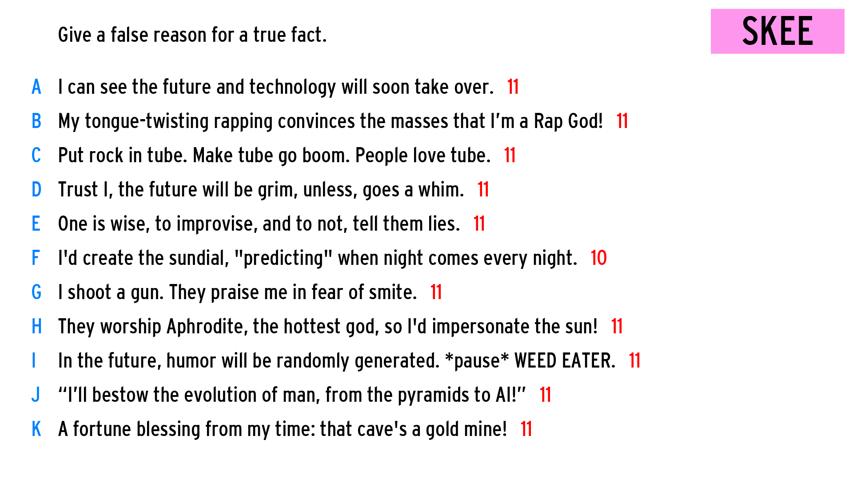 Give a false reason for a true fact.
SKEE
A I can see the future and technology will soon take over. 11
B My tongue-twisting rapping convinces the masses that I'm a Rap God! 11
C Put rock in tube. Make tube go boom. People love tube. 11
D Trust I, the future will be grim, unless, goes a whim. 11
E One is wise, to improvise, and to not, tell them lies. 11
F I'd create the sundial, "predicting" when night comes every night. 10
G I shoot a gun. They praise me in fear of smite. 11
H They worship Aphrodite, the hottest god, so I'd impersonate the sun! 11
I In the future, humor will be randomly generated. *pause* WEED EATER. 11
J “I’ll bestow the evolution of man, from the pyramids to AI!” 11
K A fortune blessing from my time: that cave's a gold mine! 11